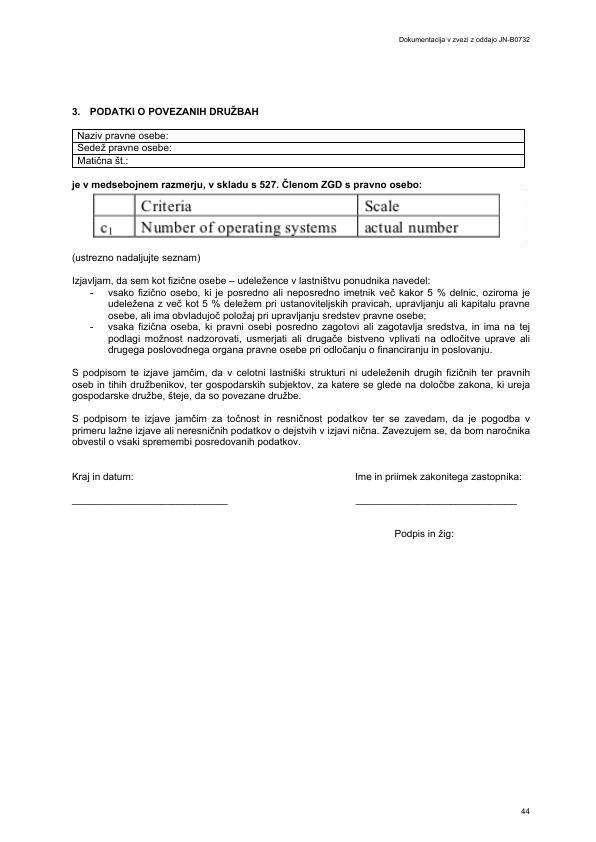 Dokumentacija v zvezi z oddajo JN-B0732
3. PODATKI O POVEZANIH DRUŽBAH
Naziv pravne osebe:
Sedež pravne osebe:
Matična št.:
je v medsebojnem razmerju, v skladu s 527. Členom ZGD s pravno osebo:
Criteria Scale
c1 Number of operating systems actual number
(ustrezno nadaljujte seznam)
Izjavljam, da sem kot fizične osebe – udeležence v lastništvu ponudnika navedel:
- vsako fizično osebo, ki je posredno ali neposredno imetnik več kakor 5 % delnic, oziroma je
udeležena z več kot 5 % deležem pri ustanoviteljskih pravicah, upravljanju ali kapitalu pravne
osebe, ali ima obvladujoč položaj pri upravljanju sredstev pravne osebe;
- vsaka fizična oseba, ki pravni osebi posredno zagotovi ali zagotavlja sredstva, in ima na tej
podlagi možnost nadzorovati, usmerjati ali drugače bistveno vplivati na odločitve uprave ali
drugega poslovodnega organa pravne osebe pri odločanju o financiranju in poslovanju.
S podpisom te izjave jamčim, da v celotni lastniški strukturi ni udeleženih drugih fizičnih ter pravnih
oseb in tihih družbenikov, ter gospodarskih subjektov, za katere se glede na določbe zakona, ki ureja
gospodarske družbe, šteje, da so povezane družbe.
S podpisom te izjave jamčim za točnost in resničnost podatkov ter se zavedam, da je pogodba v
primeru lažne izjave ali neresničnih podatkov o dejstvih v izjavi nična. Zavezujem se, da bom naročnika
obvestil o vsaki spremembi posredovanih podatkov.
Kraj in datum: Ime in priimek zakonitega zastopnika:
Podpis in žig:
44